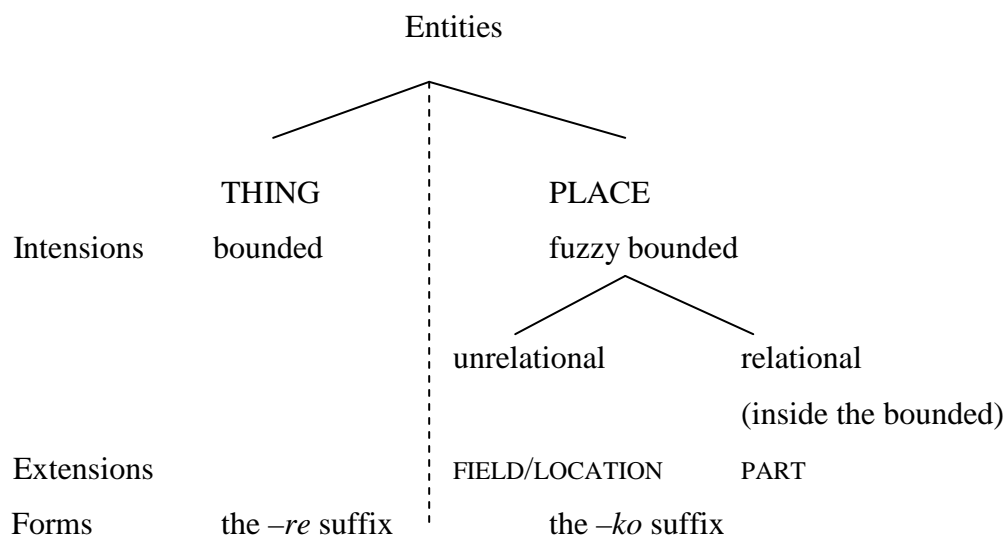 Entities
THING PLACE
Intensions bounded fuzzy bounded
unrelational relational
(inside the bounded)
Extensions FIELD/LOCATION PART
Forms the –re suffix the –ko suffix